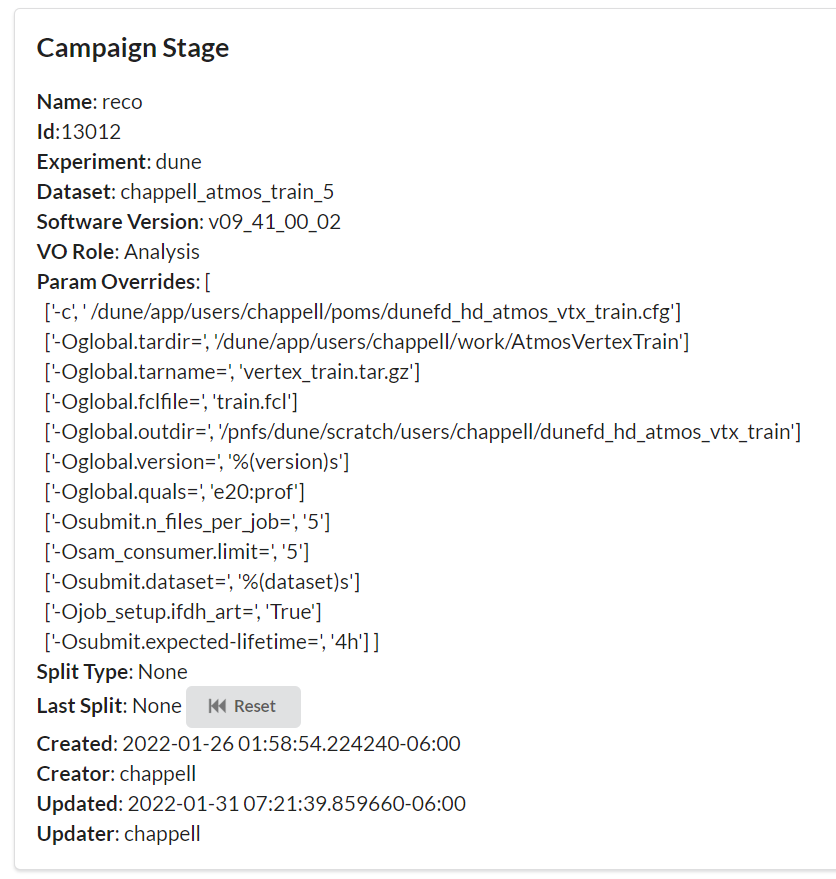 Campaign Stage
Name: reco
Id:13012
Experiment: dune
Dataset: chappell_atmos_train_5
Software Version: v09_41_00_02
VO Role: Analysis
Param Overrides: [
['-c', ' /dune/app/users/chappell/poms/dunefd_hd_atmos_vtx_train.cfg']
['-Oglobal.tardir=', '/dune/app/users/chappell/work/AtmosVertexTrain']
['-Oglobal.tarname=', 'vertex_train.tar.gz']
['-Oglobal.fclfile=', 'train.fcl']
['-Oglobal.outdir=', '/pnfs/dune/scratch/users/chappell/dunefd_hd_atmos_vtx_train']
['-Oglobal.version=', '%(version)s']
['-Oglobal.quals=', 'e20:prof']
['-Osubmit.n_files_per_job=', '5']
['-Osam_consumer.limit=', '5']
['-Osubmit.dataset=', '%(dataset)s']
['-Ojob_setup.ifdh_art=', 'True']
['-Osubmit.expected-lifetime=', '4h'] ]
Split Type: None
Last Split: None Reset
Created: 2022-01-26 01:58:54.224240-06:00
Creator: chappell
Updated: 2022-01-31 07:21:39.859660-06:00
Updater: chappell